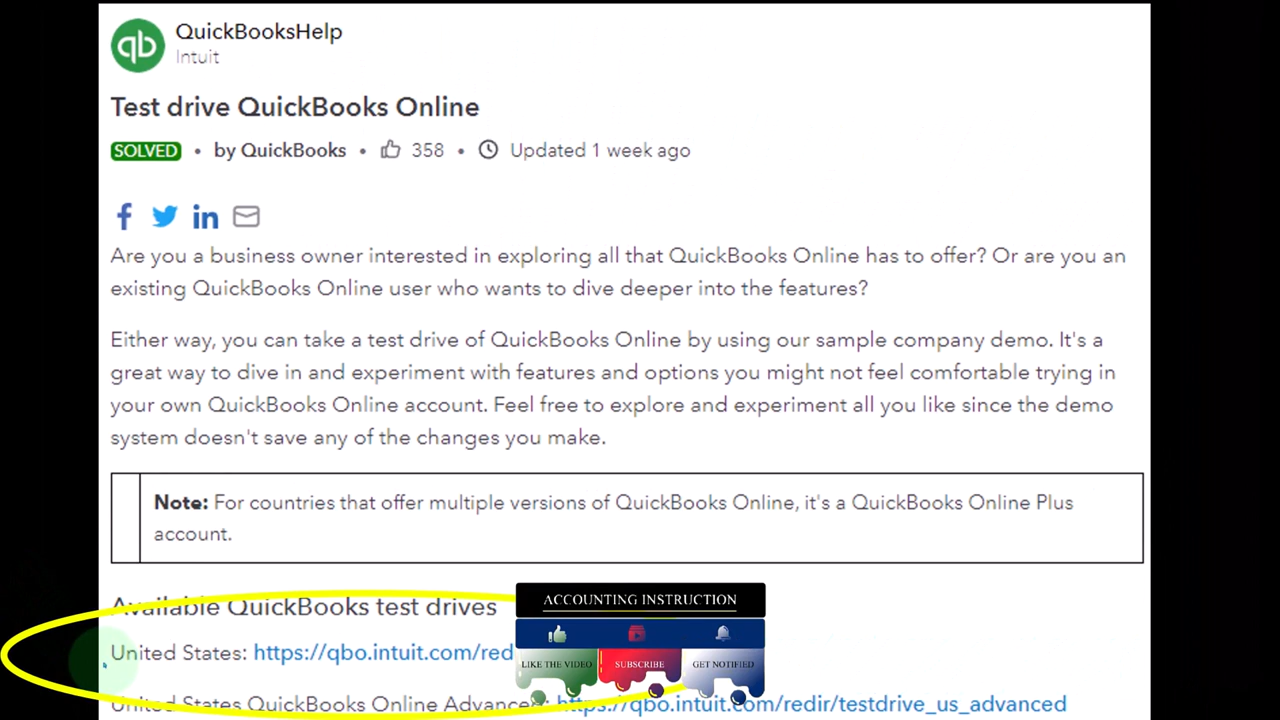 qb
QuickBooksHelp
Intuit
Test drive QuickBooks Online
SOLVED • by QuickBooks • 358 • Updated 1 week ago
f in
Are you a business owner interested in exploring all that QuickBooks Online has to offer? Or are you an
existing QuickBooks Online user who wants to dive deeper into the features?
Either way, you can take a test drive of QuickBooks Online by using our sample company demo. It's a
great way to dive in and experiment with features and options you might not feel comfortable trying in
your own QuickBooks Online account. Feel free to explore and experiment all you like since the demo
system doesn't save any of the changes you make.
Note: For countries that offer multiple versions of QuickBooks Online, it's a QuickBooks Online Plus
account.
Available QuickBooks test drives
United States: https://qbo.intuit.com/red
United States QuickBooks Online Advanced: https://qbo.intuit.com/redir/testdrive_us_advanced
ACCOUNTING INSTRUCTION
LIKE THE VIDEO SUBSCRIBE GET NOTIFIED